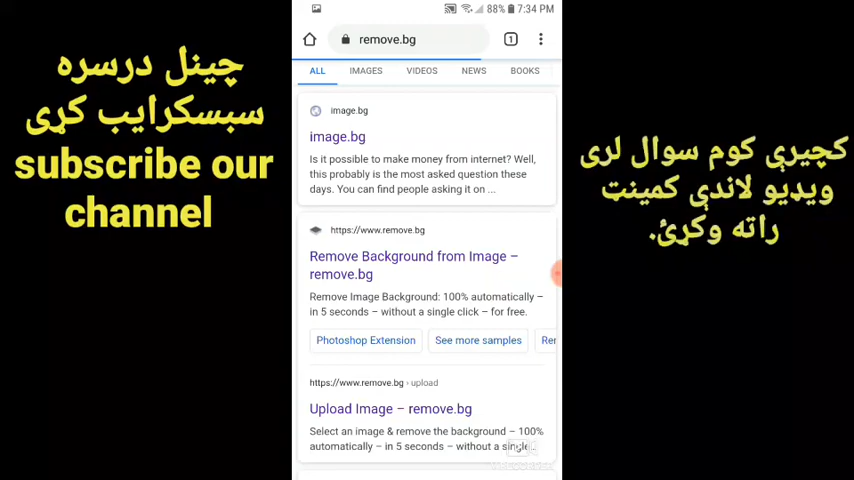 چینل درسره
سبسکرایب کړی
subscribe our
channel
88% 7:34 PM
remove.bg
1
ALL IMAGES VIDEOS NEWS BOOKS
image.bg
image.bg
Is it possible to make money from internet? Well,
this probably is the most asked question these
days. You can find people asking it on ...
https://www.remove.bg
Remove Background from Image –
remove.bg
Remove Image Background: 100% automatically –
in 5 seconds – without a single click – for free.
Photoshop Extension See more samples Rer
https://www.remove.bg › upload
Upload Image – remove.bg
Select an image & remove the background – 100%
automatically – in 5 seconds – without a single
کچیرې کوم سوال لری
ویډیو لاندې کمینټ
راته وکړئ.